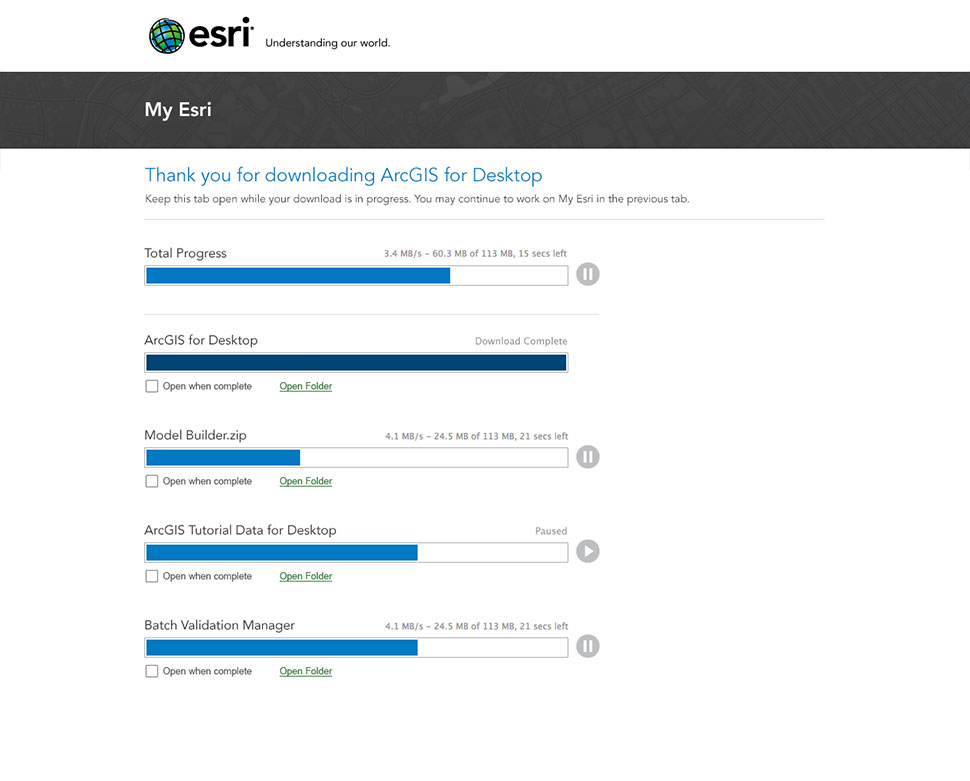 esri
Understanding our world.
My Esri
Thank you for downloading ArcGIS for Desktop
Keep this tab open while your download is in progress. You may continue to work on My Esri in the previous tab.
Total Progress 3.4 MB/s – 60.3 MB of 113 MB, 15 secs left
ArcGIS for Desktop Download Complete
Open when complete Open Folder
Model Builder.zip 4.1 MB/s – 24.5 MB of 113 MB, 21 secs left
Open when complete Open Folder
ArcGIS Tutorial Data for Desktop Paused
Open when complete Open Folder
Batch Validation Manager 4.1 MB/s – 24.5 MB of 113 MB, 21 secs left
Open when complete Open Folder